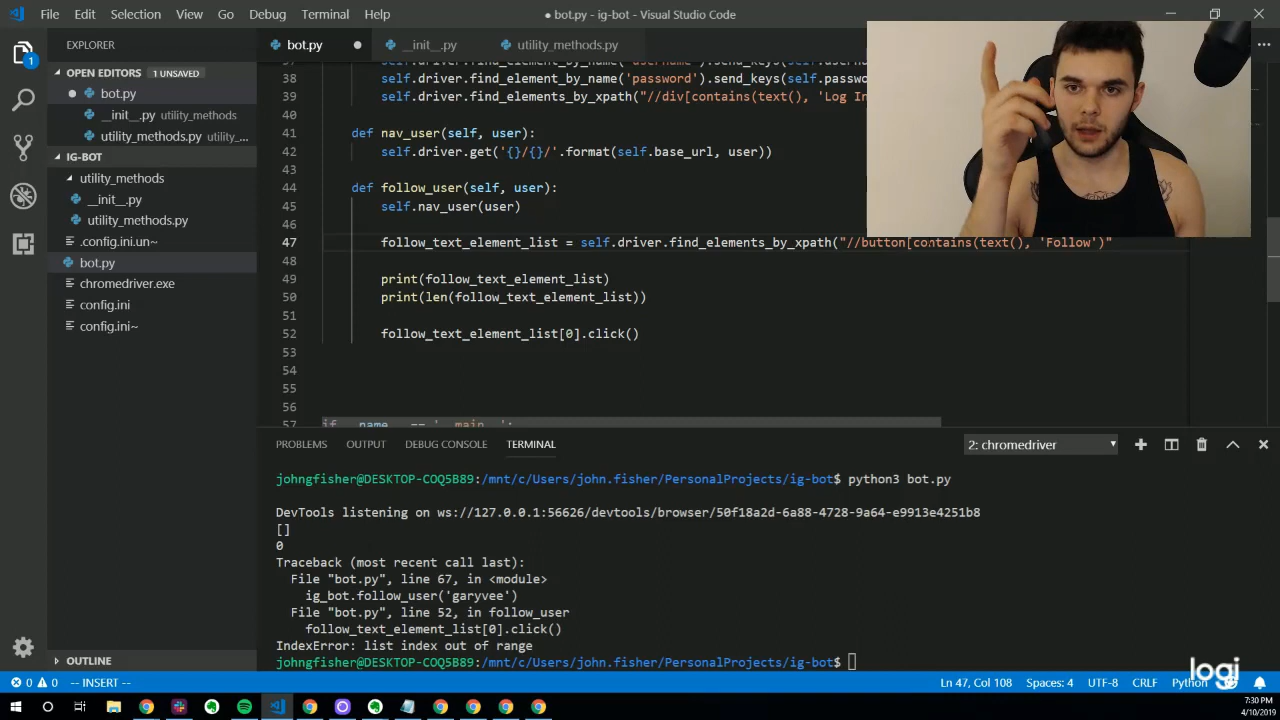 File Edit Selection View Go Debug Terminal Help
● bot.py - ig-bot - Visual Studio Code
EXPLORER
bot.py
__init__.py
utility_methods.py
1
OPEN EDITORS 1 UNSAVED
bot.py
__init__.py utility_methods
utility_methods.py utility_...
IG-BOT
utility_methods
__init__.py
utility_methods.py
.config.ini.un~
bot.py
chromedriver.exe
config.ini
config.ini~
OUTLINE
38 self.driver.find_element_by_name('password').send_keys(self.passwo
39 self.driver.find_elements_by_xpath("//div[contains(text(), 'Log In
40
41 def nav_user(self, user):
42 self.driver.get('{}/{}/'.format(self.base_url, user))
43
44 def follow_user(self, user):
45 self.nav_user(user)
46
47 follow_text_element_list = self.driver.find_elements_by_xpath("//button[contains(text(), 'Follow')"
48
49 print(follow_text_element_list)
50 print(len(follow_text_element_list))
51
52 follow_text_element_list[0].click()
53
54
55
56
57 if __name__ == '__main__':
PROBLEMS OUTPUT DEBUG CONSOLE TERMINAL
2: chromedriver
johngfisher@DESKTOP-COQ5B89:/mnt/c/Users/john.fisher/PersonalProjects/ig-bot$ python3 bot.py
DevTools listening on ws://127.0.0.1:56626/devtools/browser/50f18a2d-6a88-4728-9a64-e9913e4251b8
[]
0
Traceback (most recent call last):
File "bot.py", line 67, in <module>
ig_bot.follow_user('garyvee')
File "bot.py", line 52, in follow_user
follow_text_element_list[0].click()
IndexError: list index out of range
johngfisher@DESKTOP-COQ5B89:/mnt/c/Users/john.fisher/PersonalProjects/ig-bot$
logi
0 0 -- INSERT --
Ln 47, Col 108 Spaces: 4 UTF-8 CRLF Python
7:30 PM
4/10/2019